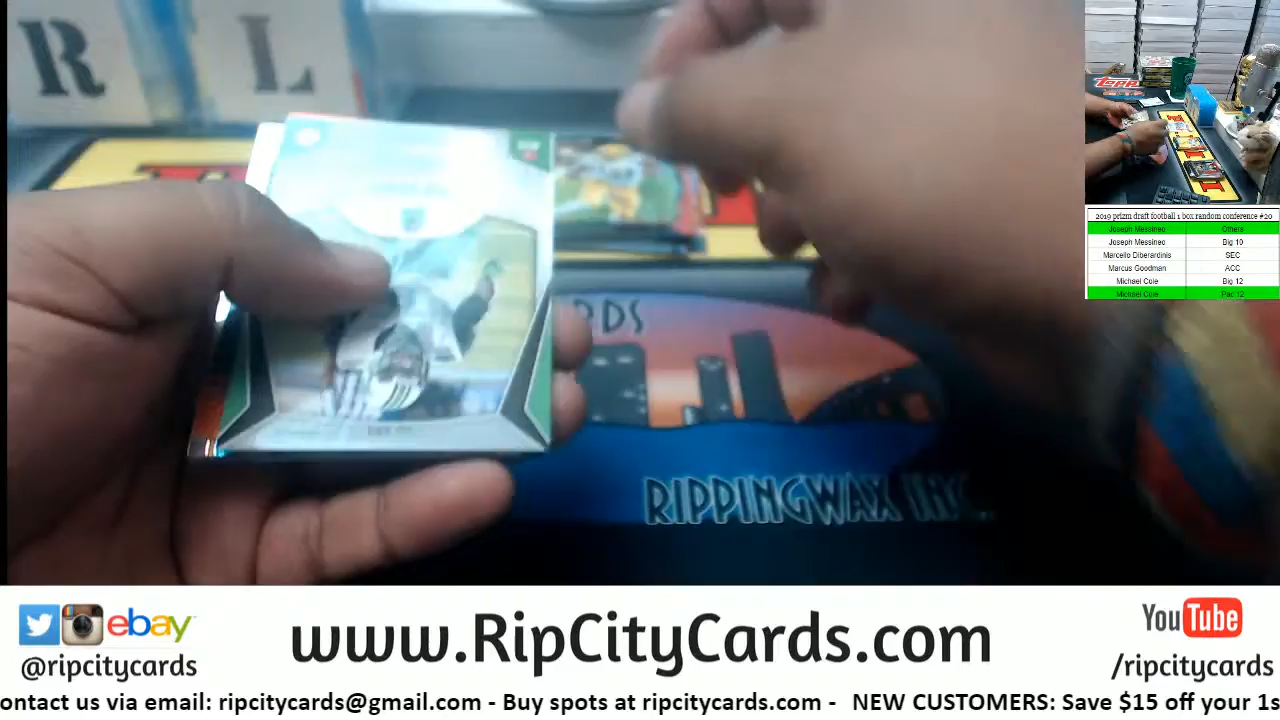 R L
RDS
RIPPINGWAX INC.
2019 prizm draft football 1 box random conference #20
Joseph Messineo Others
Joseph Messineo Big 10
Marcello Diberardinis SEC
Marcus Goodman ACC
Michael Cole Big 12
Michael Cole Pac 12
ebay
@ripcitycards
www.RipCityCards.com
YouTube
/ripcitycards
ontact us via email: ripcitycards@gmail.com - Buy spots at ripcitycards.com - NEW CUSTOMERS: Save $15 off your 1s